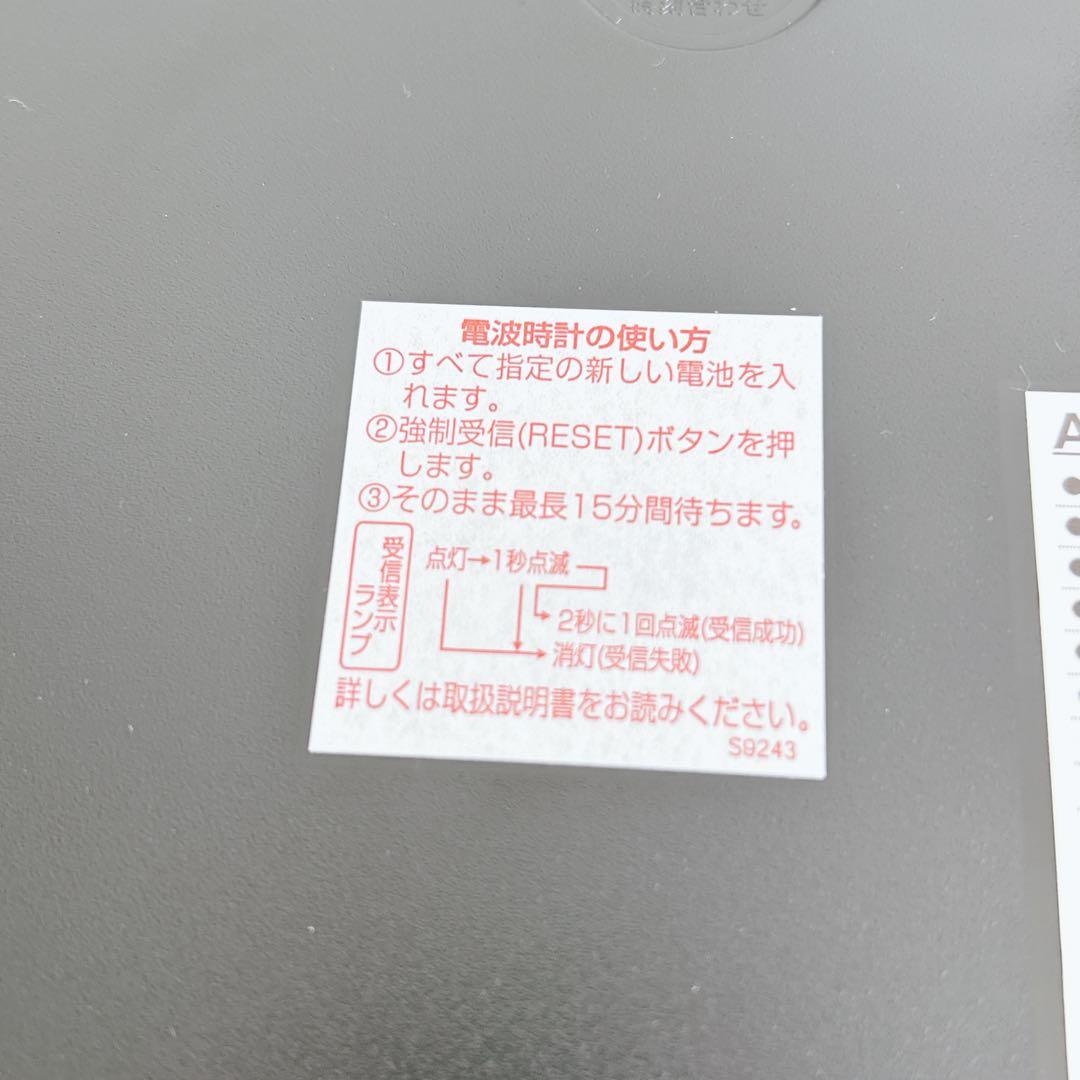 時刻合わせ
電波時計の使い方
①すべて指定の新しい電池を入
れます。
②強制受信(RESET)ボタンを押
します。
③そのまま最長15分間待ちます。
受信表示
ランプ
点灯→1秒点滅
2秒に1回点滅(受信成功)
消灯(受信失敗)
詳しくは取扱説明書をお読みください。
S9243
A